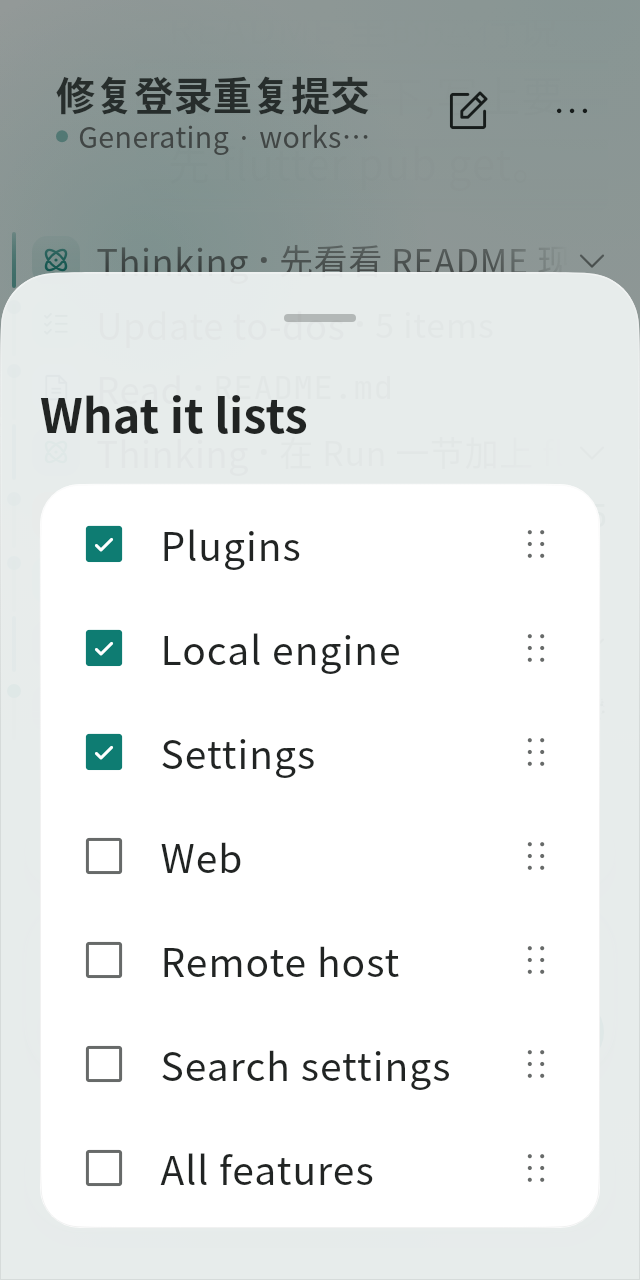 修复登录重复提交
Generating · works…
Thinking · 先看看 README 现
Update to-dos · 5 items
Read · README.md
What it lists
Thinking · 在 Run 一节加上
Plugins
Local engine
Settings
Web
Remote host
Search settings
All features